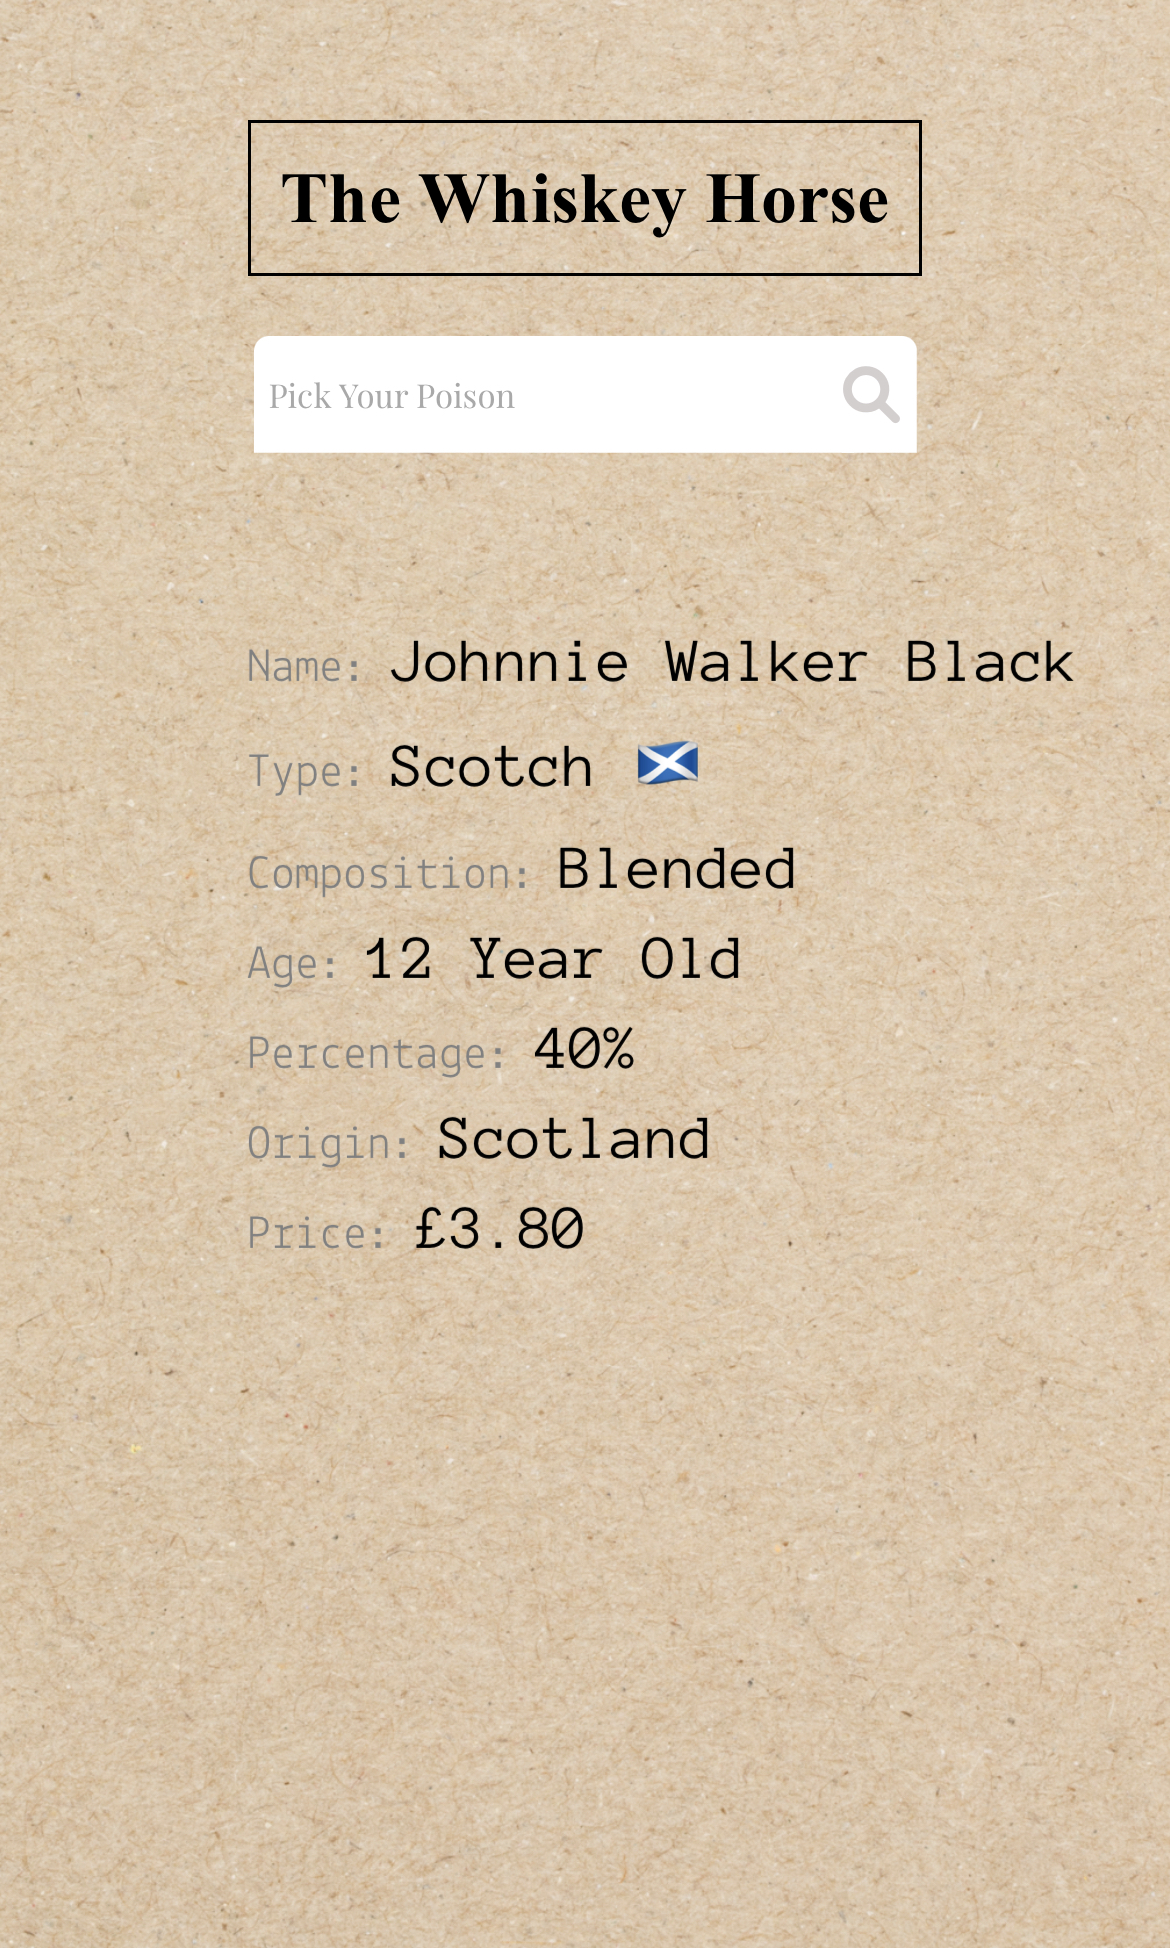 The Whiskey Horse
Pick Your Poison
Name: Johnnie Walker Black
Type: Scotch 🏴󠁧󠁢󠁳󠁣󠁴󠁿
Composition: Blended
Age: 12 Year Old
Percentage: 40%
Origin: Scotland
Price: £3.80